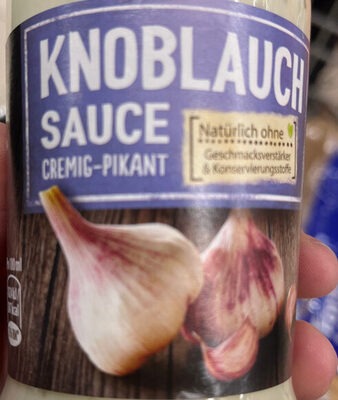 KNOBLAUCH
SAUCE
CREMIG-PIKANT
Natürlich ohne
Geschmacksverstärker
& Konservierungsstoffe